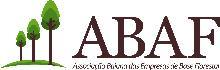 ABAF
Associação Baiana das Empresas de Base Florestal